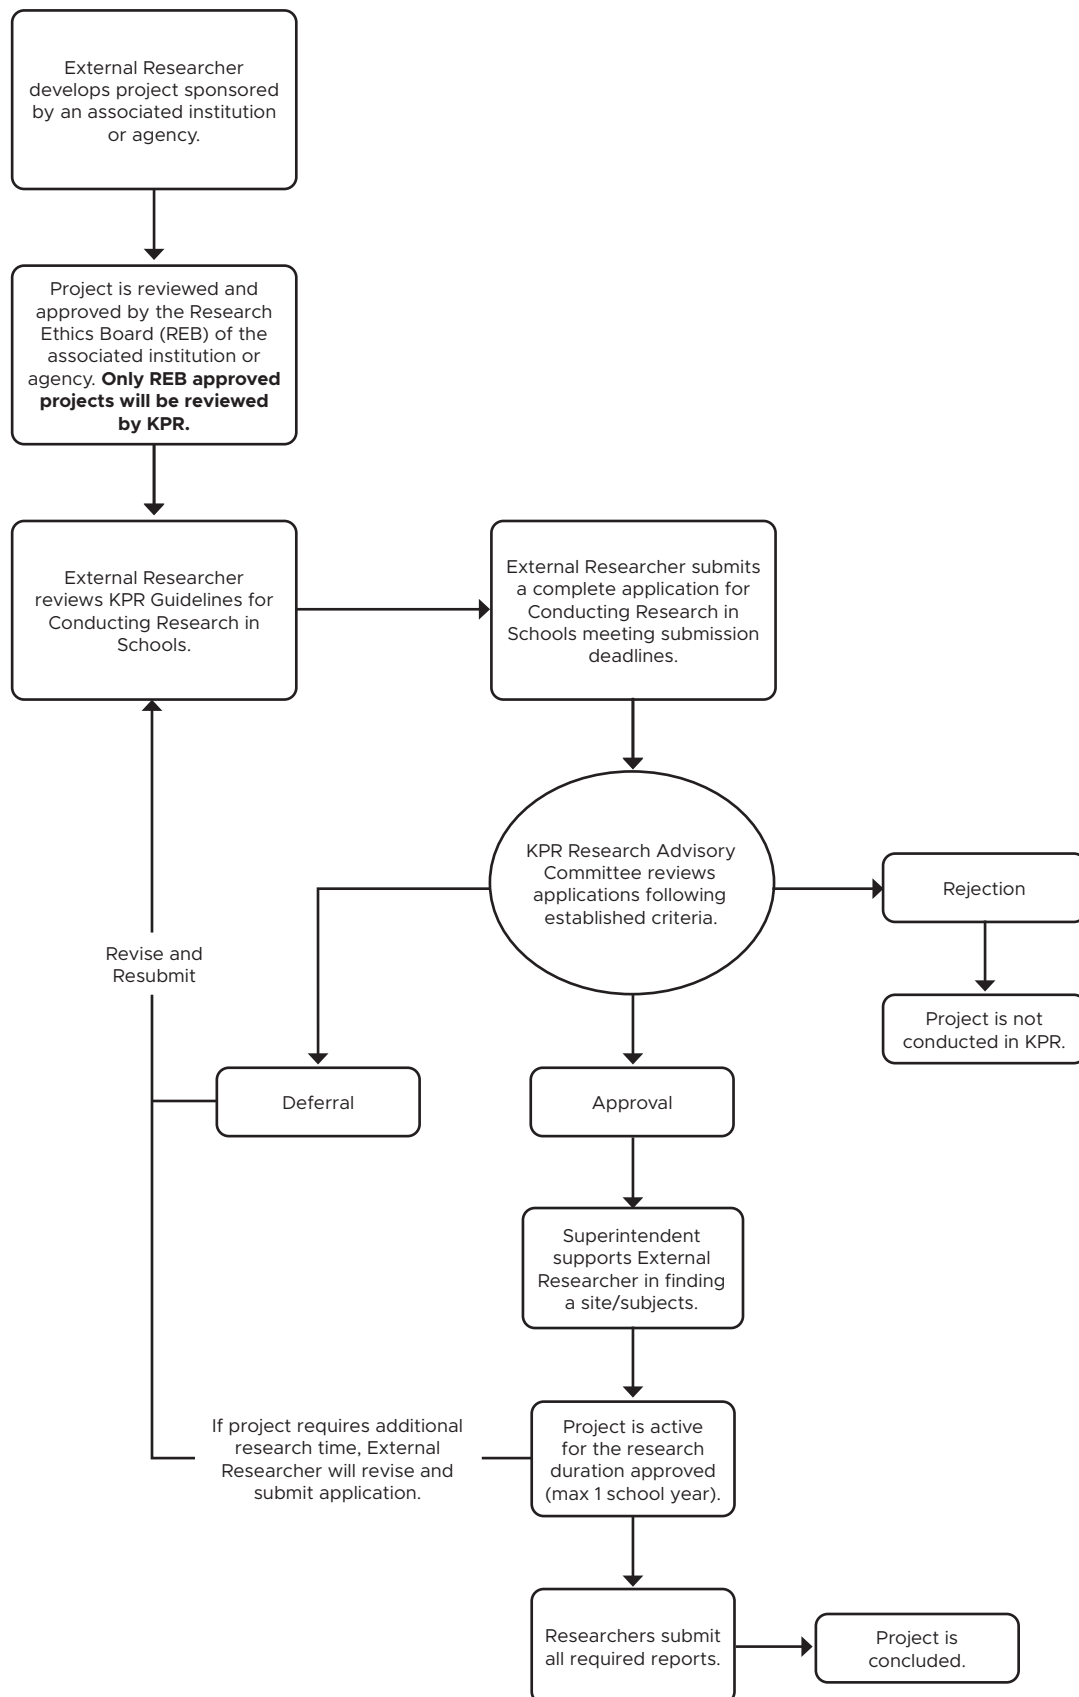 External Researcher
develops project sponsored
by an associated institution
or agency.
Project is reviewed and
approved by the Research
Ethics Board (REB) of the
associated institution or
agency. Only REB approved
projects will be reviewed
by KPR.
External Researcher
reviews KPR Guidelines for
Conducting Research in
Schools.
External Researcher submits
a complete application for
Conducting Research in
Schools meeting submission
deadlines.
KPR Research Advisory
Committee reviews
applications following
established criteria.
Rejection
Project is not
conducted in KPR.
Revise and
Resubmit
Deferral
Approval
Superintendent
supports External
Researcher in finding
a site/subjects.
If project requires additional
research time, External
Researcher will revise and
submit application.
Project is active
for the research
duration approved
(max 1 school year).
Researchers submit
all required reports.
Project is
concluded.